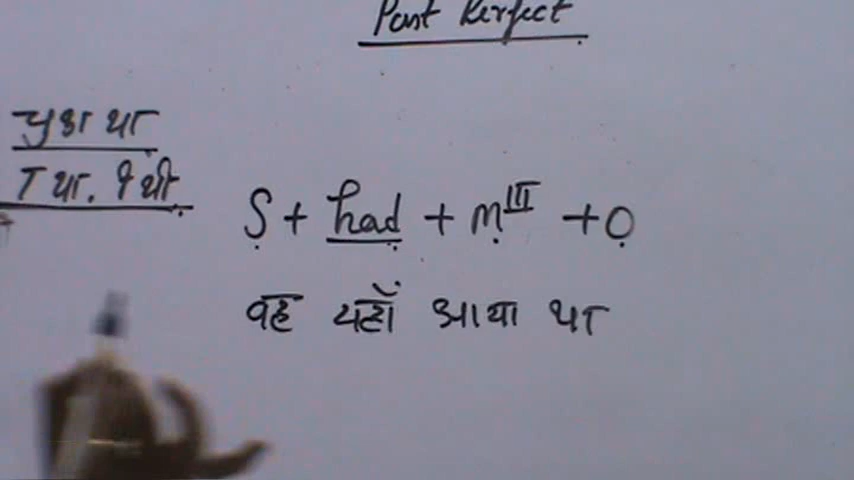 Past Perfect
चुका था
ा था, ी थी
S + had + m III + O
वह यहाँ आया था